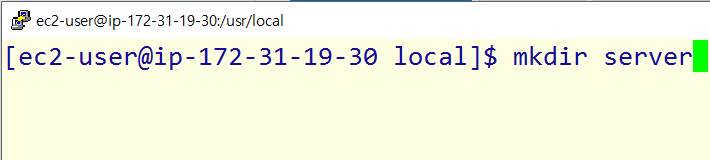 ec2-user@ip-172-31-19-30:/usr/local
[ec2-user@ip-172-31-19-30 local]$ mkdir server